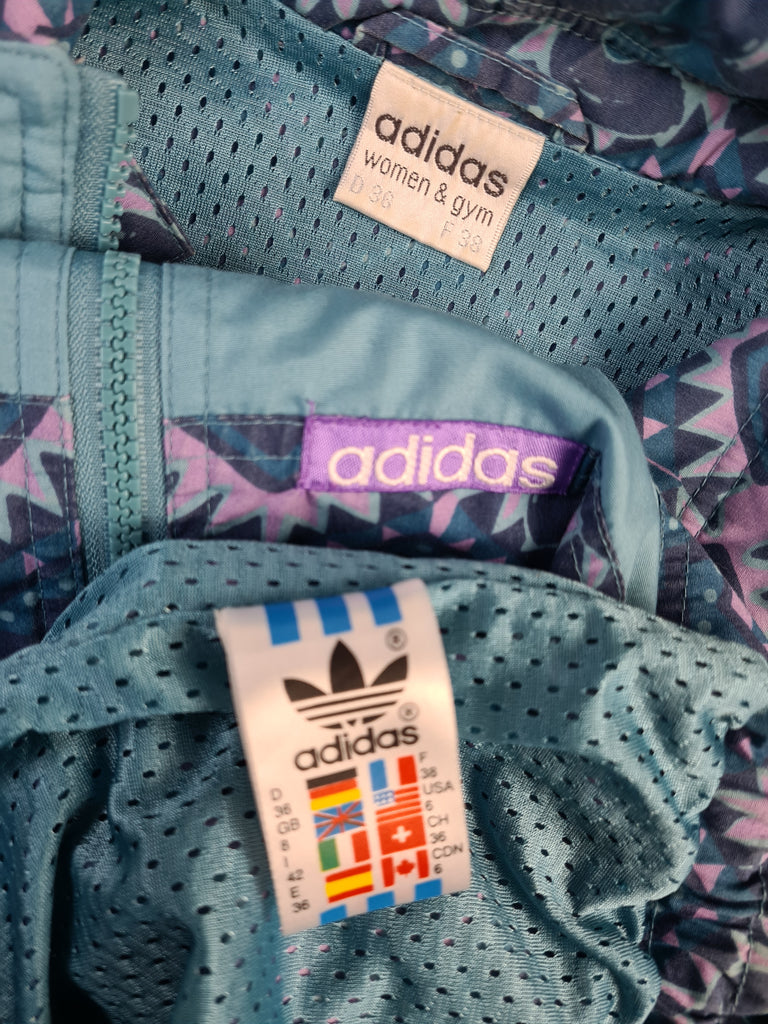 adidas
women & gym
D 36 F 38
adidas
®
®
adidas
D
36
GB
8
I
42
E
36
F
38
USA
6
CH
36
CDN
6